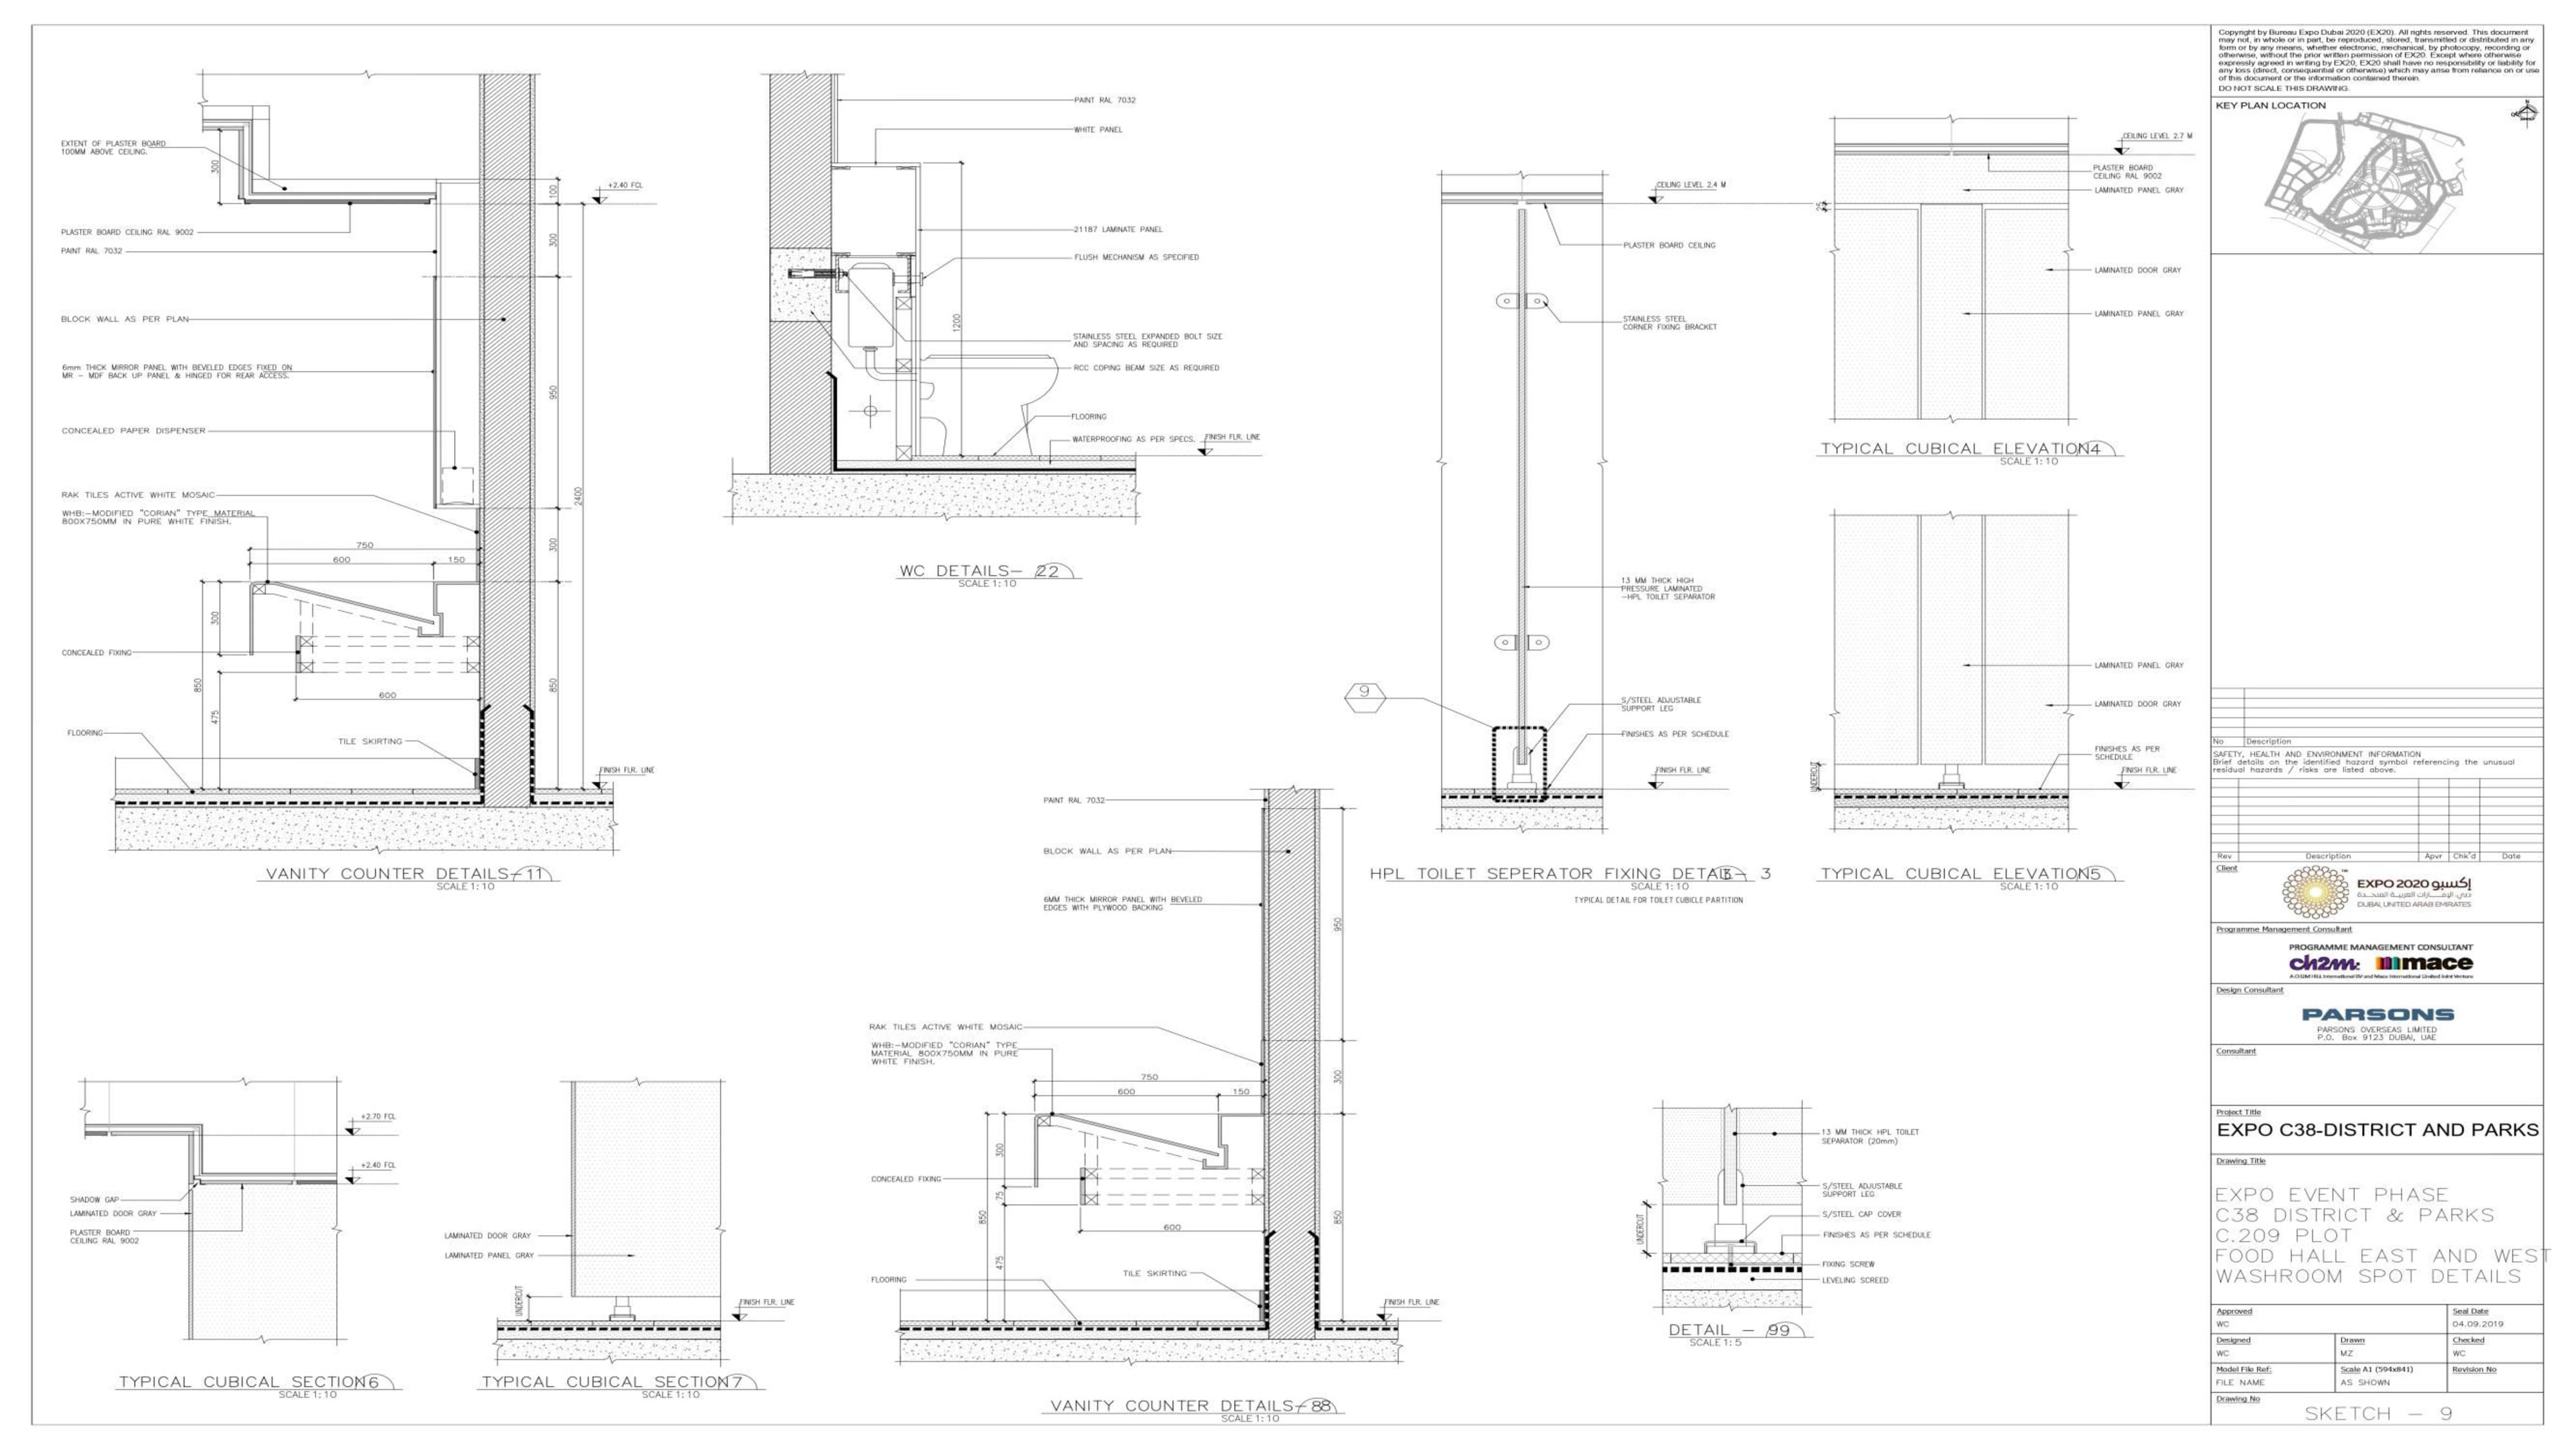 EXTENT OF PLASTER BOARD
100MM ABOVE CEILING.
300
100
+2.40 FCL
PLASTER BOARD CEILING RAL 9002
PAINT RAL 7032
300
BLOCK WALL AS PER PLAN
6mm THICK MIRROR PANEL WITH BEVELED EDGES FIXED ON
MR - MDF BACK UP PANEL & HINGED FOR REAR ACCESS.
950
CONCEALED PAPER DISPENSER
RAK TILES ACTIVE WHITE MOSAIC
2400
WHB:-MODIFIED "CORIAN" TYPE MATERIAL
800X750MM IN PURE WHITE FINISH.
750
300
600
150
300
CONCEALED FIXING
850
850
600
475
FLOORING
TILE SKIRTING
FINISH FLR. LINE
VANITY COUNTER DETAILS-11
SCALE 1:10
PAINT RAL 7032
WHITE PANEL
21187 LAMINATE PANEL
FLUSH MECHANISM AS SPECIFIED
1200
STAINLESS STEEL EXPANDED BOLT SIZE
AND SPACING AS REQUIRED
RCC COPING BEAM SIZE AS REQUIRED
FLOORING
WATERPROOFING AS PER SPECS.
FINISH FLR. LINE
WC DETAILS- 22
SCALE 1:10
CEILING LEVEL 2.4 M
PLASTER BOARD CEILING
STAINLESS STEEL
CORNER FIXING BRACKET
13 MM THICK HIGH
PRESSURE LAMINATED
-HPL TOILET SEPARATOR
9
S/STEEL ADJUSTABLE
SUPPORT LEG
FINISHES AS PER SCHEDULE
FINISH FLR. LINE
HPL TOILET SEPERATOR FIXING DETAIL- 3
SCALE 1:10
TYPICAL DETAIL FOR TOILET CUBICLE PARTITION
CEILING LEVEL 2.7 M
PLASTER BOARD
CEILING RAL 9002
LAMINATED PANEL GRAY
25
LAMINATED DOOR GRAY
LAMINATED PANEL GRAY
TYPICAL CUBICAL ELEVATION4
SCALE 1:10
LAMINATED PANEL GRAY
LAMINATED DOOR GRAY
FINISHES AS PER
SCHEDULE
UNDERCUT
FINISH FLR. LINE
TYPICAL CUBICAL ELEVATION5
SCALE 1:10
+2.70 FCL
+2.40 FCL
SHADOW GAP
LAMINATED DOOR GRAY
PLASTER BOARD
CEILING RAL 9002
TYPICAL CUBICAL SECTION6
SCALE 1:10
LAMINATED DOOR GRAY
LAMINATED PANEL GRAY
UNDERCUT
FINISH FLR. LINE
TYPICAL CUBICAL SECTION7
SCALE 1:10
PAINT RAL 7032
BLOCK WALL AS PER PLAN
6MM THICK MIRROR PANEL WITH BEVELED
EDGES WITH PLYWOOD BACKING
950
RAK TILES ACTIVE WHITE MOSAIC
WHB:-MODIFIED "CORIAN" TYPE
MATERIAL 800X750MM IN PURE
WHITE FINISH.
750
300
600
150
300
CONCEALED FIXING
75
850
850
600
475
TILE SKIRTING
FLOORING
FINISH FLR. LINE
VANITY COUNTER DETAILS-88
SCALE 1:10
13 MM THICK HPL TOILET
SEPARATOR (20mm)
S/STEEL ADJUSTABLE
SUPPORT LEG
S/STEEL CAP COVER
UNDERCUT
FINISHES AS PER SCHEDULE
FIXING SCREW
LEVELING SCREED
DETAIL - 99
SCALE 1:5
Copyright by Bureau Expo Dubai 2020 (EX20). All rights reserved. This document
may not, in whole or in part, be reproduced, stored, transmitted or distributed in any
form or by any means, whether electronic, mechanical, by photocopy, recording or
otherwise, without the prior written permission of EX20. Except where otherwise
expressly agreed in writing by EX20, EX20 shall have no responsibility or liability for
any loss (direct, consequential or otherwise) which may arise from reliance on or use
of this document or the information contained therein.
DO NOT SCALE THIS DRAWING.
KEY PLAN LOCATION
N
No Description
SAFETY, HEALTH AND ENVIRONMENT INFORMATION
Brief details on the identified hazard symbol referencing the unusual
residual hazards / risks are listed above.
Rev Description Apvr Chk'd Date
Client
EXPO 2020 إكسبو
دبي، الإمــارات العربية المتحــدة
DUBAI, UNITED ARAB EMIRATES
Programme Management Consultant
PROGRAMME MANAGEMENT CONSULTANT
ch2m: mace
A CH2M HILL International BV and Mace International Limited Joint Venture
Design Consultant
PARSONS
PARSONS OVERSEAS LIMITED
P.O. Box 9123 DUBAI, UAE
Consultant
Project Title
EXPO C38-DISTRICT AND PARKS
Drawing Title
EXPO EVENT PHASE
C38 DISTRICT & PARKS
C.209 PLOT
FOOD HALL EAST AND WEST
WASHROOM SPOT DETAILS
Approved
WC
Seal Date
04.09.2019
Designed
WC
Drawn
MZ
Checked
WC
Model File Ref:
FILE NAME
Scale A1 (594x841)
AS SHOWN
Revision No
Drawing No
SKETCH - 9